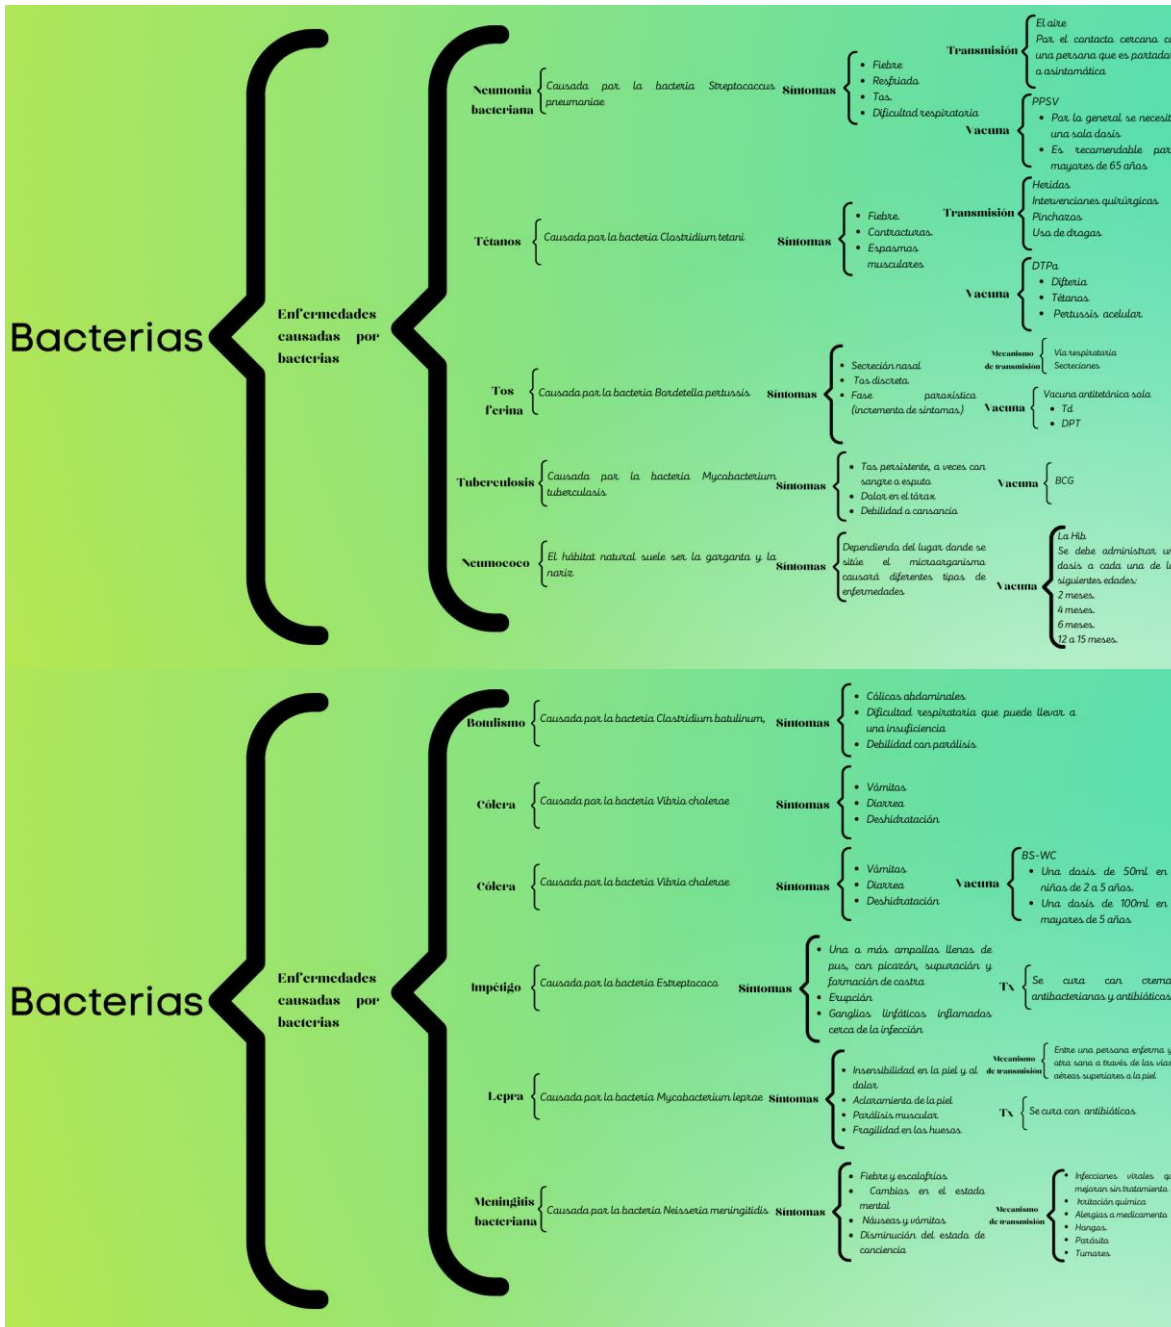 Bacterias
Enfermedades
causadas por
bacterias
Neumonia
bacteriana
Causada por la bacteria Streptococcus
pneumaniae
Síntomas
Fiebre
Resfriado
Tos.
Dificultad respiratoria
Transmisión
El aire
Por el contacto cercano co
una persona que es portador
o asintomática
Vacuna
PPSV
Por lo general se necesit
una sola dosis
Es recomendable par
mayores de 65 años
Tétanos
Causada por la bacteria Clostridium tetani
Síntomas
Fiebre.
Contracturas.
Espasmos
musculares
Transmisión
Heridas
Intervenciones quirúrgicas
Pinchazos
Uso de drogas
Vacuna
DTPa
Difteria
Tétanos
Pertussis acelular
Tos
ferina
Causada por la bacteria Bordetella pertussis
Síntomas
Secreción nasal
Tos discreta.
Fase paroxística
(incremento de síntomas)
Mecanismo
de transmisión
Vía respiratoria
Secreciones
Vacuna
Vacuna antitetánica sola
Td
DPT
Tuberculosis
Causada por la bacteria Mycobacterium
tuberculosis
Síntomas
Tos persistente, a veces con
sangre o esputo
Dolor en el tórax
Debilidad o cansancio
Vacuna
BCG
Neumococo
El hábitat natural suele ser la garganta y la
nariz
Síntomas
Dependiendo del lugar donde se
sitúe el microorganismo
causará diferentes tipos de
enfermedades
Vacuna
La Hib.
Se debe administrar un
dosis a cada una de la
siguientes edades:
2 meses.
4 meses.
6 meses.
12 a 15 meses.
Bacterias
Enfermedades
causadas por
bacterias
Botulismo
Causada por la bacteria Clostridium botulinum,
Síntomas
Cólicos abdominales
Dificultad respiratoria que puede llevar a
una insuficiencia
Debilidad con parálisis
Cólera
Causada por la bacteria Vibrio cholerae
Síntomas
Vómitos
Diarrea
Deshidratación
Cólera
Causada por la bacteria Vibrio cholerae
Síntomas
Vómitos
Diarrea
Deshidratación
Vacuna
BS-WC
Una dosis de 50ml en
niños de 2 a 5 años.
Una dosis de 100ml en
mayores de 5 años
Impétigo
Causada por la bacteria Estreptococo
Síntomas
Una o más ampollas llenas de
pus, con picazón, supuración y
formación de costra
Erupción
Ganglios linfáticos inflamados
cerca de la infección
Tx
Se cura con crema
antibacterianas y antibióticos
Lepra
Causada por la bacteria Mycobacterium leprae
Síntomas
Insensibilidad en la piel y al
dolor
Aclaramiento de la piel
Parálisis muscular
Fragilidad en los huesos
Mecanismo
de transmisión
Entre una persona enferma y
otra sana a través de las vías
aéreas superiores a la piel
Tx
Se cura con antibióticos
Meningitis
bacteriana
Causada por la bacteria Neisseria meningitidis
Síntomas
Fiebre y escalofríos
Cambios en el estado
mental
Náuseas y vómitos
Disminución del estado de
conciencia
Mecanismo
de transmisión
Infecciones virales qu
mejoran sin tratamiento
Irritación química
Alergias a medicamento
Hongos.
Parásito
Tumores.